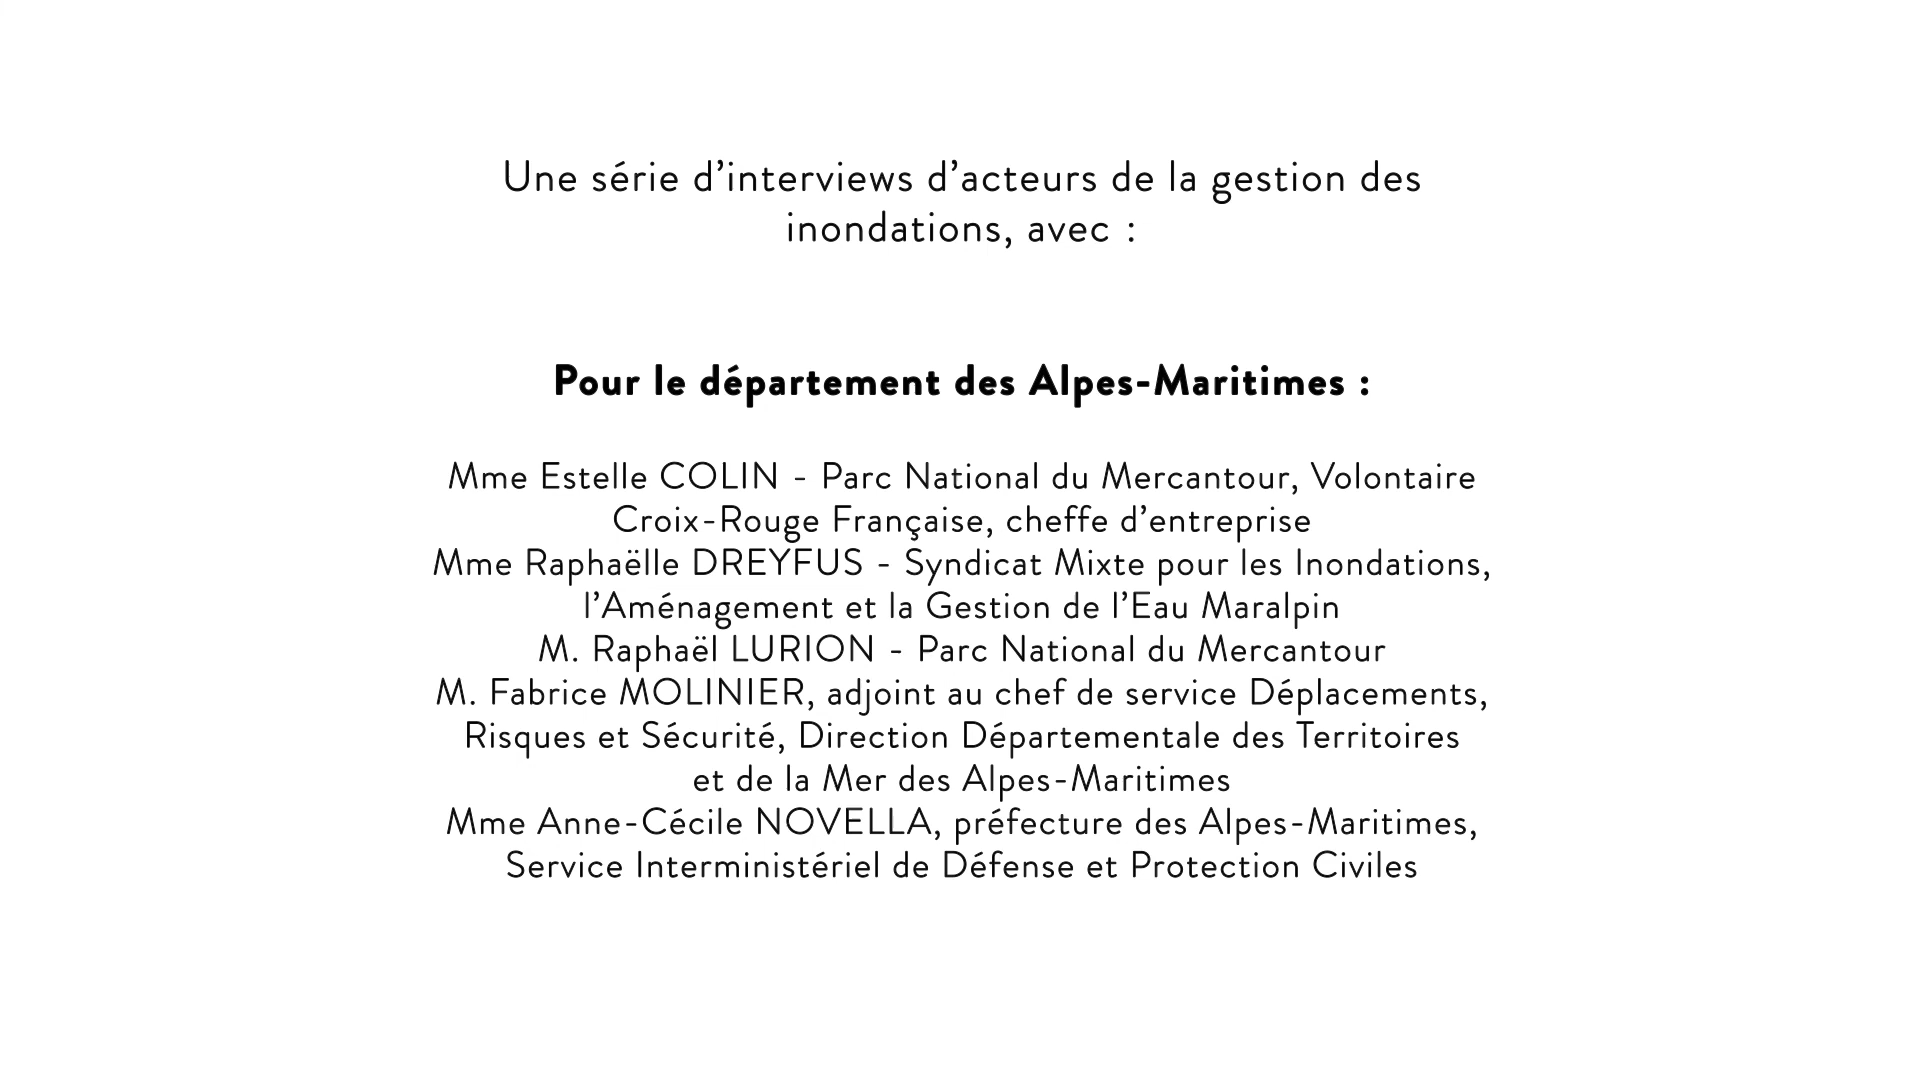 Une série d’interviews d’acteurs de la gestion des
inondations, avec :
Pour le département des Alpes-Maritimes :
Mme Estelle COLIN - Parc National du Mercantour, Volontaire
Croix-Rouge Française, cheffe d’entreprise
Mme Raphaëlle DREYFUS - Syndicat Mixte pour les Inondations,
l’Aménagement et la Gestion de l’Eau Maralpin
M. Raphaël LURION - Parc National du Mercantour
M. Fabrice MOLINIER, adjoint au chef de service Déplacements,
Risques et Sécurité, Direction Départementale des Territoires
et de la Mer des Alpes-Maritimes
Mme Anne-Cécile NOVELLA, préfecture des Alpes-Maritimes,
Service Interministériel de Défense et Protection Civiles